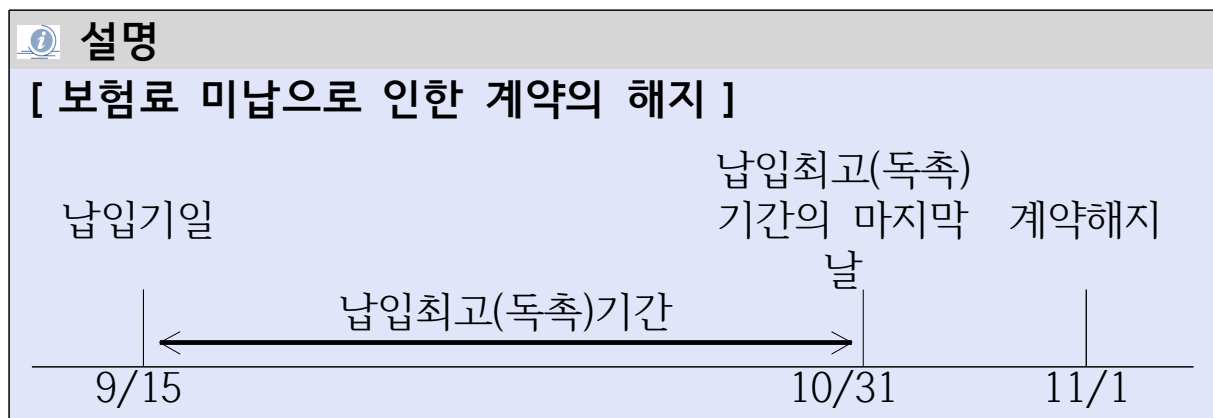 설명
[ 보험료 미납으로 인한 계약의 해지 ]
납입기일
납입최고(독촉)
기간의 마지막
날
계약해지
납입최고(독촉)기간
9/15
10/31
11/1